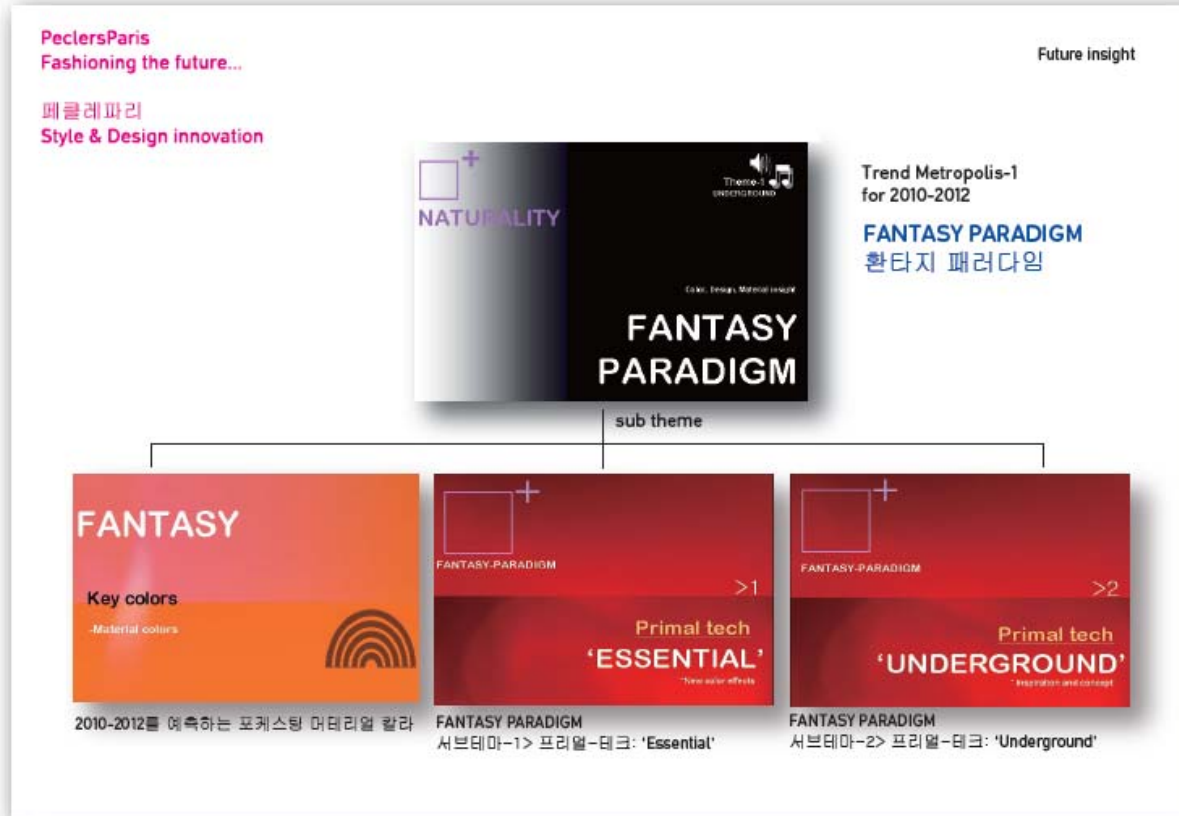 PeclersParis
Fashioning the future...
페클레파리
Style & Design innovation
Future insight
NATURALITY
Theme-1
UNDERGROUND
Color, Design, Material insight
FANTASY
PARADIGM
Trend Metropolis-1
for 2010-2012
FANTASY PARADIGM
환타지 패러다임
sub theme
FANTASY
Key colors
-Material colors
2010-2012를 예측하는 포케스팅 머테리얼 칼라
FANTASY-PARADIGM
>1
Primal tech
‘ESSENTIAL’
-New color effects
FANTASY PARADIGM
서브테마-1> 프리얼-테크: ‘Essential’
FANTASY-PARADIGM
>2
Primal tech
‘UNDERGROUND’
- Inspiration and concept
FANTASY PARADIGM
서브테마-2> 프리얼-테크: ‘Underground’